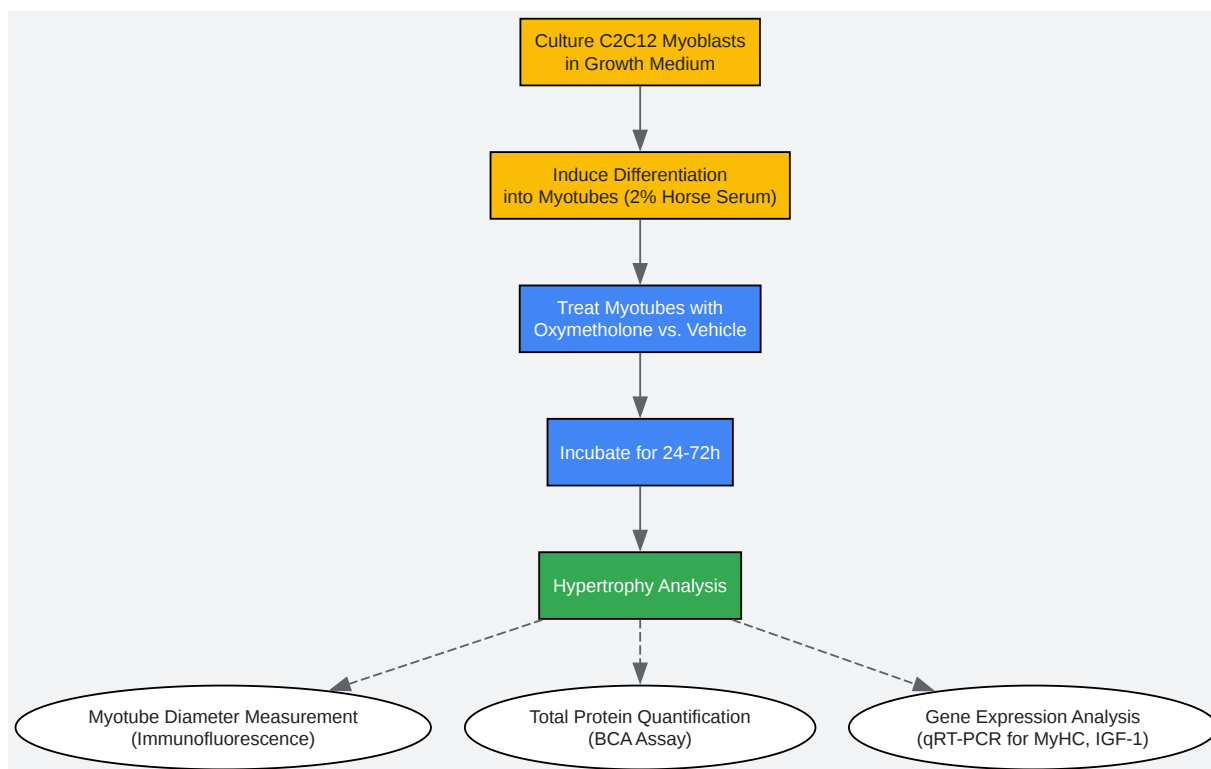 Culture C2C12 Myoblasts
in Growth Medium
Induce Differentiation
into Myotubes (2% Horse Serum)
Treat Myotubes with
Oxymetholone vs. Vehicle
Incubate for 24-72h
Hypertrophy Analysis
Myotube Diameter Measurement
(Immunofluorescence)
Total Protein Quantification
(BCA Assay)
Gene Expression Analysis
(qRT-PCR for MyHC, IGF-1)